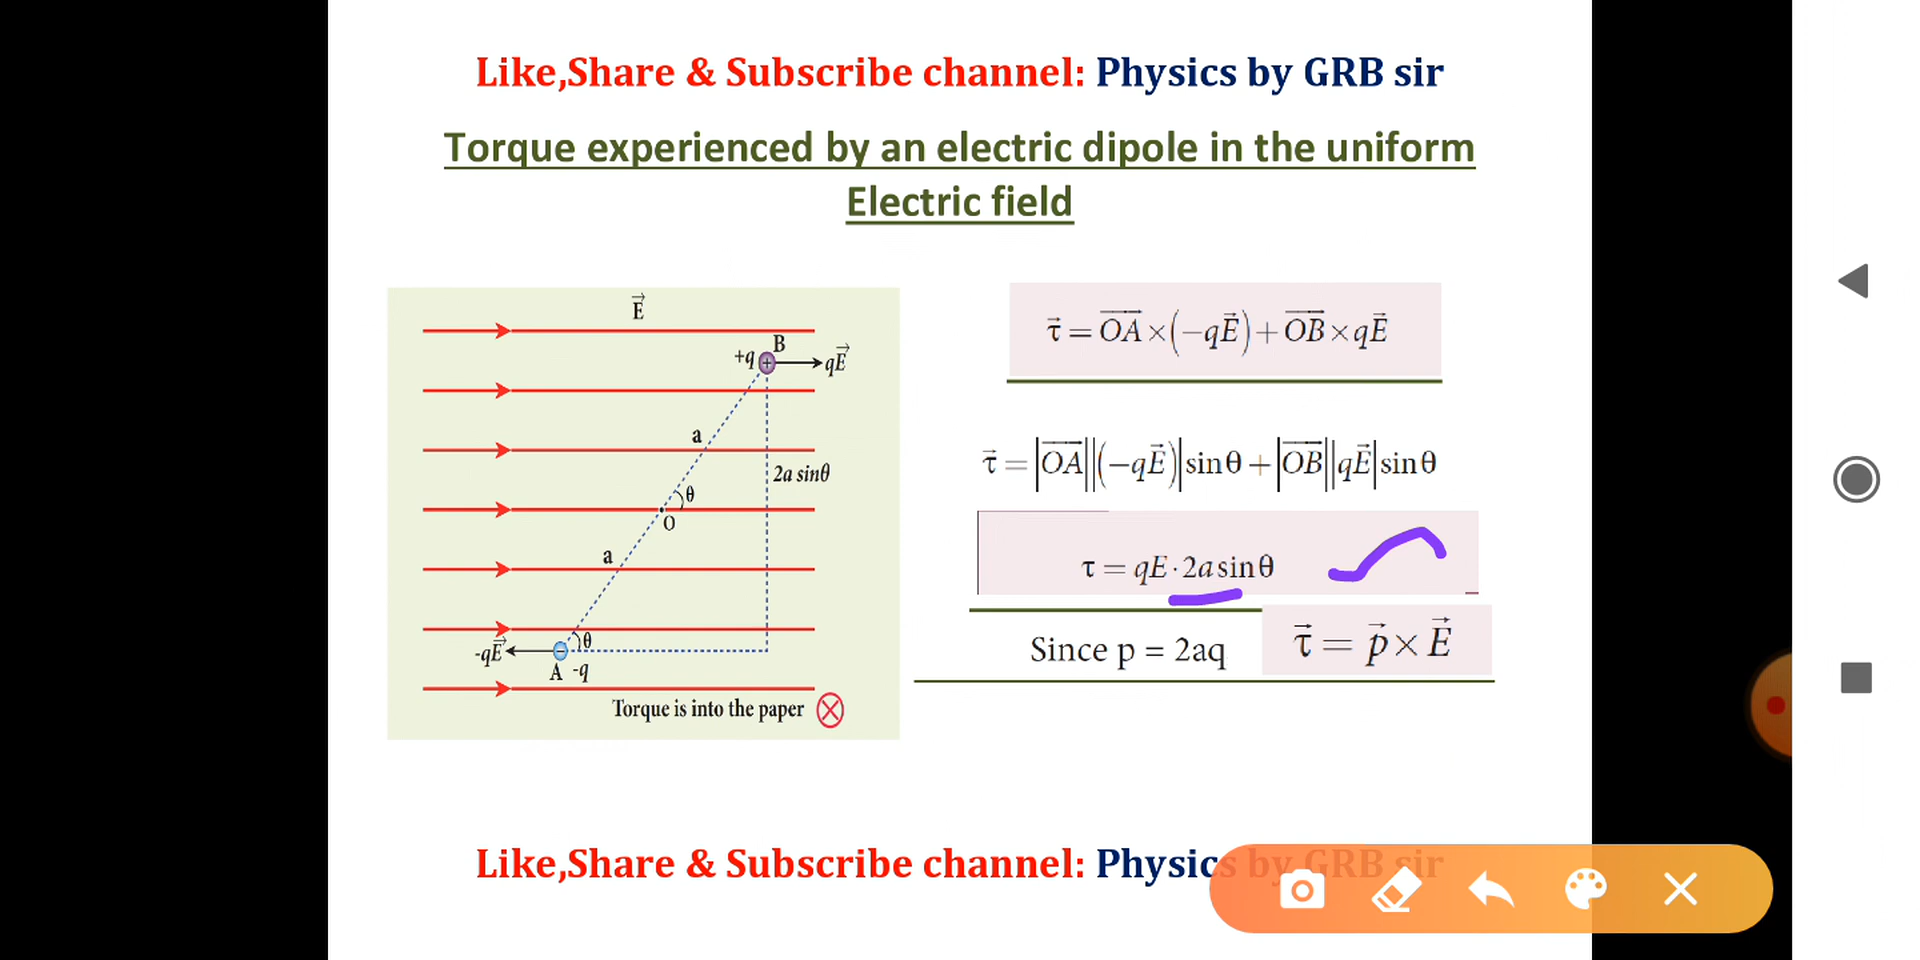 Like,Share & Subscribe channel: Physics by GRB sir
Torque experienced by an electric dipole in the uniform
Electric field
E⃗
+q
B
qE⃗
a
2a sinθ
θ
O
a
-qE⃗
θ
A -q
Torque is into the paper
τ⃗ = OA⃗ × (−qE⃗) + OB⃗ × qE⃗
τ⃗ = |OA⃗||(−qE⃗)| sinθ + |OB⃗||qE⃗| sinθ
τ = qE · 2a sinθ
Since p = 2aq
τ⃗ = p⃗ × E⃗
Like,Share & Subscribe channel: Physics by GRB sir